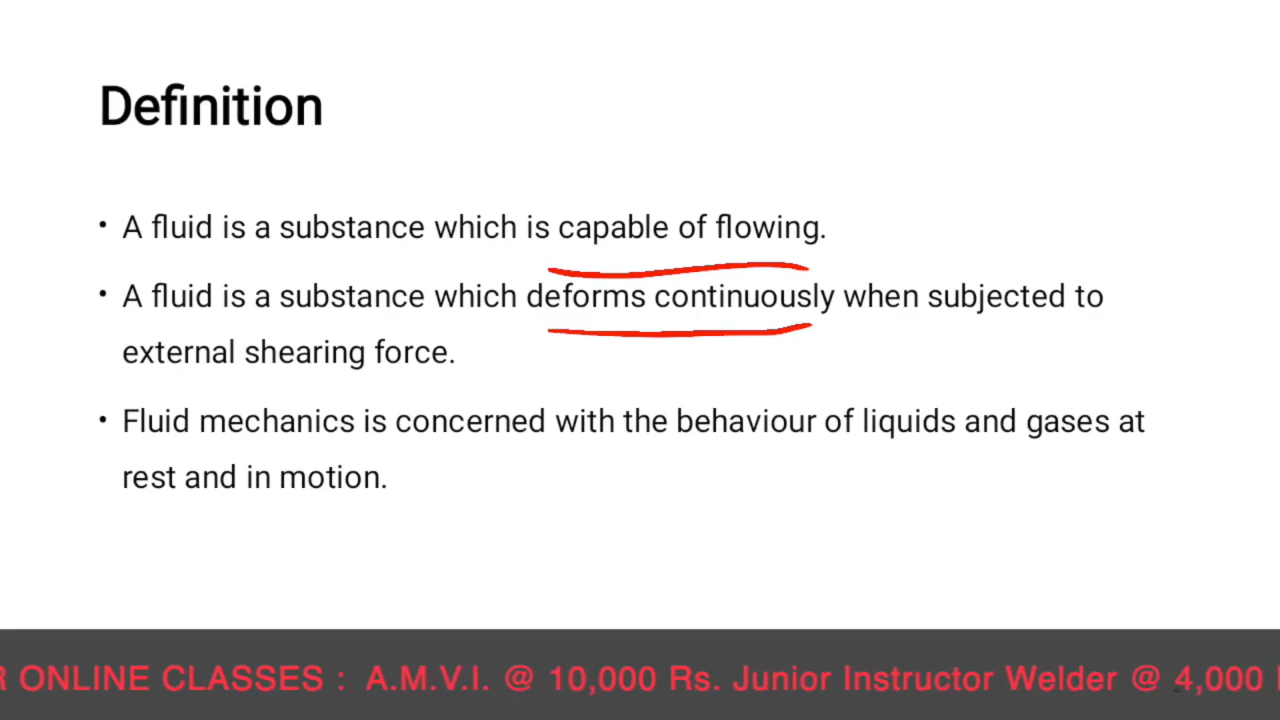 Definition
• A fluid is a substance which is capable of flowing.
• A fluid is a substance which deforms continuously when subjected to
external shearing force.
• Fluid mechanics is concerned with the behaviour of liquids and gases at
rest and in motion.
R ONLINE CLASSES : A.M.V.I. @ 10,000 Rs. Junior Instructor Welder @ 4,000